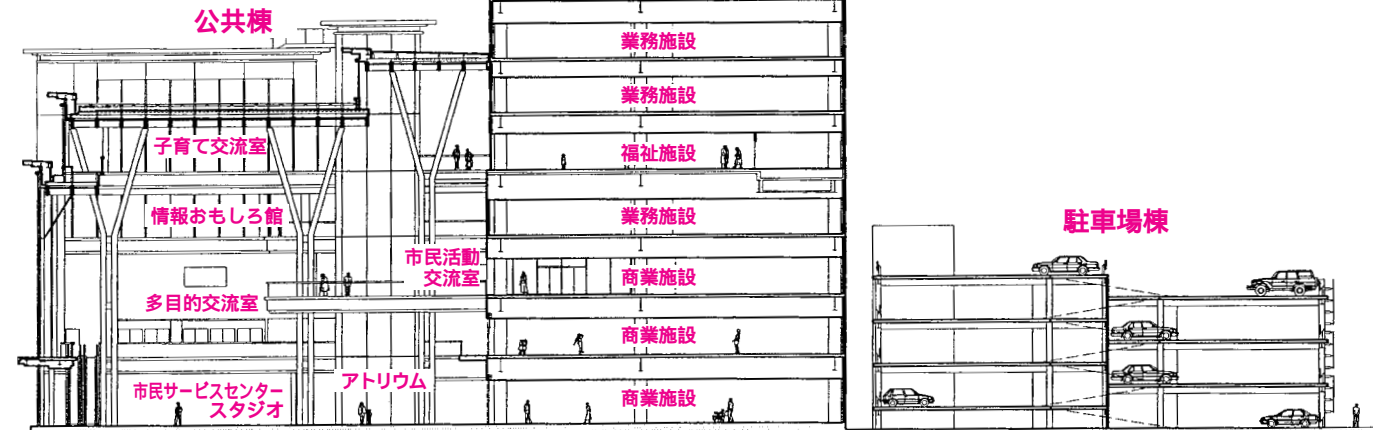 公共棟
業務施設
業務施設
子育て交流室
福祉施設
情報おもしろ館
業務施設
駐車場棟
市民活動
交流室
商業施設
多目的交流室
商業施設
アトリウム
市民サービスセンター
スタジオ
商業施設